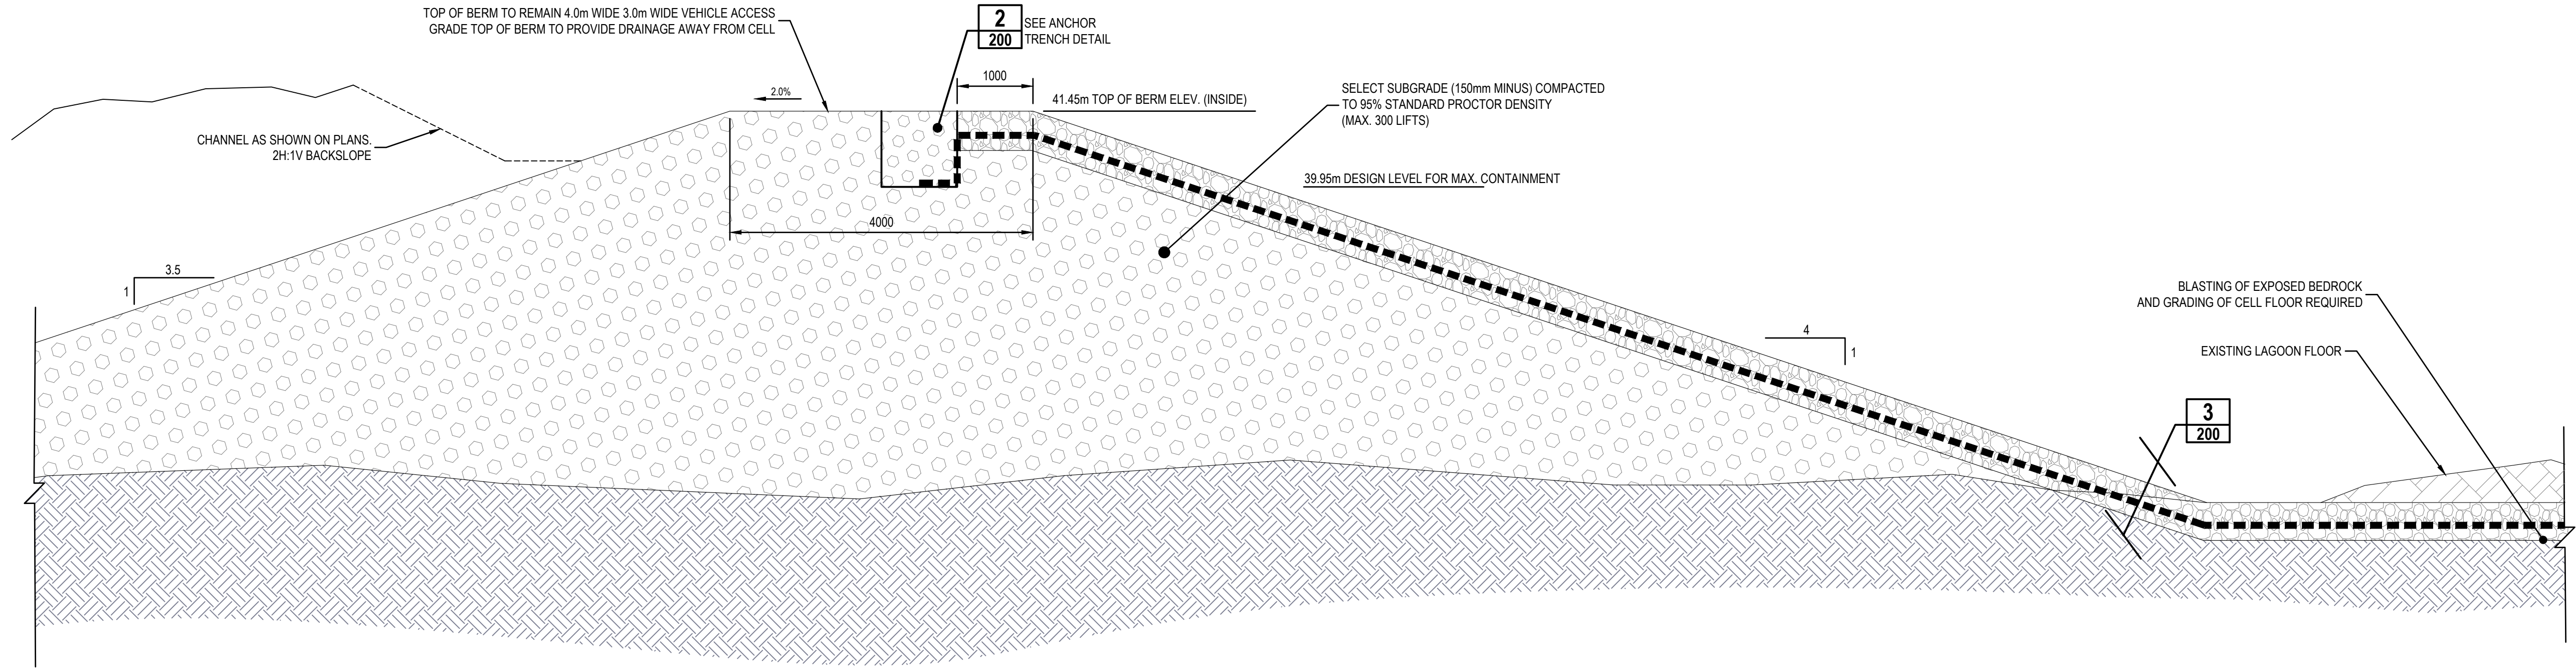 TOP OF BERM TO REMAIN 4.0m WIDE 3.0m WIDE VEHICLE ACCESS
GRADE TOP OF BERM TO PROVIDE DRAINAGE AWAY FROM CELL
2
200
SEE ANCHOR
TRENCH DETAIL
1000
2.0%
41.45m TOP OF BERM ELEV. (INSIDE)
SELECT SUBGRADE (150mm MINUS) COMPACTED
TO 95% STANDARD PROCTOR DENSITY
(MAX. 300 LIFTS)
CHANNEL AS SHOWN ON PLANS.
2H:1V BACKSLOPE
39.95m DESIGN LEVEL FOR MAX. CONTAINMENT
4000
3.5
1
BLASTING OF EXPOSED BEDROCK
AND GRADING OF CELL FLOOR REQUIRED
4
1
EXISTING LAGOON FLOOR
3
200